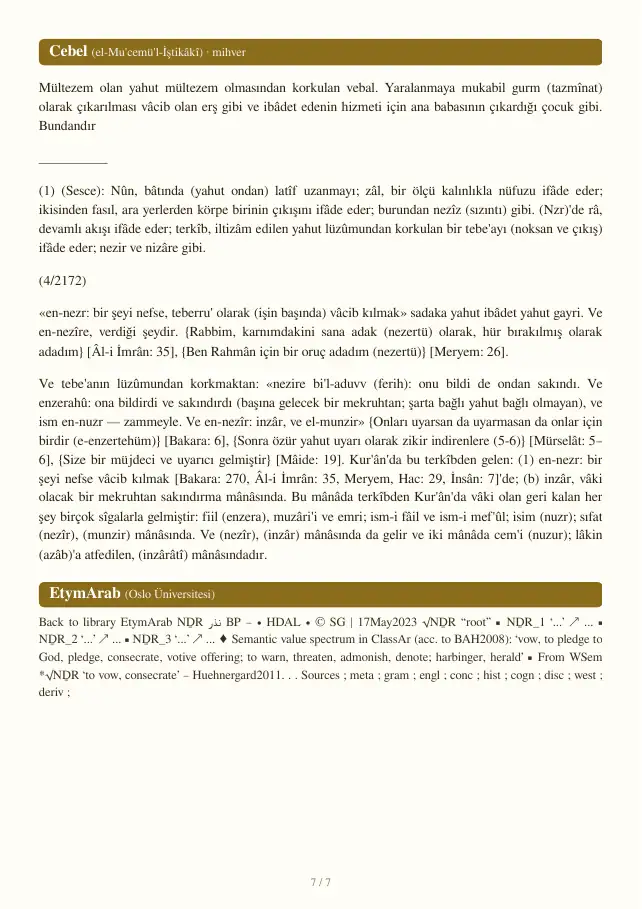 Cebel (el-Mu'cemü'l-İştikâkî) · mihver
Mültezem olan yahut mültezem olmasından korkulan vebal. Yaralanmaya mukabil gurm (tazmînat)
olarak çıkarılması vâcib olan erş gibi ve ibâdet edenin hizmeti için ana babasının çıkardığı çocuk gibi.
Bundandır
(1) (Sesce): Nûn, bâtında (yahut ondan) latîf uzanmayı; zâl, bir ölçü kalınlıkla nüfuzu ifâde eder;
ikisinden fasıl, ara yerlerden körpe birinin çıkışını ifâde eder; burundan nezîz (sızıntı) gibi. (Nzr)'de râ,
devamlı akışı ifâde eder; terkîb, iltizâm edilen yahut lüzûmundan korkulan bir tebe'ayı (noksan ve çıkış)
ifâde eder; nezir ve nizâre gibi.
(4/2172)
«en-nezr: bir şeyi nefse, teberru' olarak (işin başında) vâcib kılmak» sadaka yahut ibâdet yahut gayri. Ve
en-nezîre, verdiği şeydir. {Rabbim, karnımdakini sana adak (nezertü) olarak, hür bırakılmış olarak
adadım} [Âl-i İmrân: 35], {Ben Rahmân için bir oruç adadım (nezertü)} [Meryem: 26].
Ve tebe'anın lüzûmundan korkmaktan: «nezire bi'l-aduvv (ferih): onu bildi de ondan sakındı. Ve
enzerahû: ona bildirdi ve sakındırdı (başına gelecek bir mekruhtan; şarta bağlı yahut bağlı olmayan), ve
ism en-nuzr — zammeyle. Ve en-nezîr: inzâr, ve el-munzir» {Onları uyarsan da uyarmasan da onlar için
birdir (e-enzertehüm)} [Bakara: 6], {Sonra özür yahut uyarı olarak zikir indirenlere (5-6)} [Mürselât: 5–
6], {Size bir müjdeci ve uyarıcı gelmiştir} [Mâide: 19]. Kur'ân'da bu terkîbden gelen: (1) en-nezr: bir
şeyi nefse vâcib kılmak [Bakara: 270, Âl-i İmrân: 35, Meryem, Hac: 29, İnsân: 7]'de; (b) inzâr, vâki
olacak bir mekruhtan sakındırma mânâsında. Bu mânâda terkîbden Kur'ân'da vâki olan geri kalan her
şey birçok sîgalarla gelmiştir: fiil (enzera), muzâri'i ve emri; ism-i fâil ve ism-i mef'ûl; isim (nuzr); sıfat
(nezîr), (munzir) mânâsında. Ve (nezîr), (inzâr) mânâsında da gelir ve iki mânâda cem'i (nuzur); lâkin
(azâb)'a atfedilen, (inzârâtî) mânâsındadır.
EtymArab (Oslo Üniversitesi)
Back to library EtymArab NḎR نذر BP – • HDAL • © SG | 17May2023 √NḎR “root” ▪ NḎR_1 ‘...’ ↗ ... ▪
NḎR_2 ‘...’ ↗ ... ▪ NḎR_3 ‘...’ ↗ ... ♦ Semantic value spectrum in ClassAr (acc. to BAH2008): ‘vow, to pledge to
God, pledge, consecrate, votive offering; to warn, threaten, admonish, denote; harbinger, herald’ ▪ From WSem
*√NḎR ‘to vow, consecrate’ – Huehnergard2011. . . Sources ; meta ; gram ; engl ; conc ; hist ; cogn ; disc ; west ;
deriv ;
7 / 7